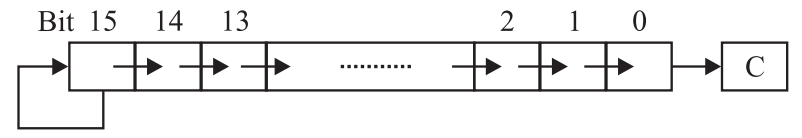 Bit 15 14 13 2 1 0
............ C